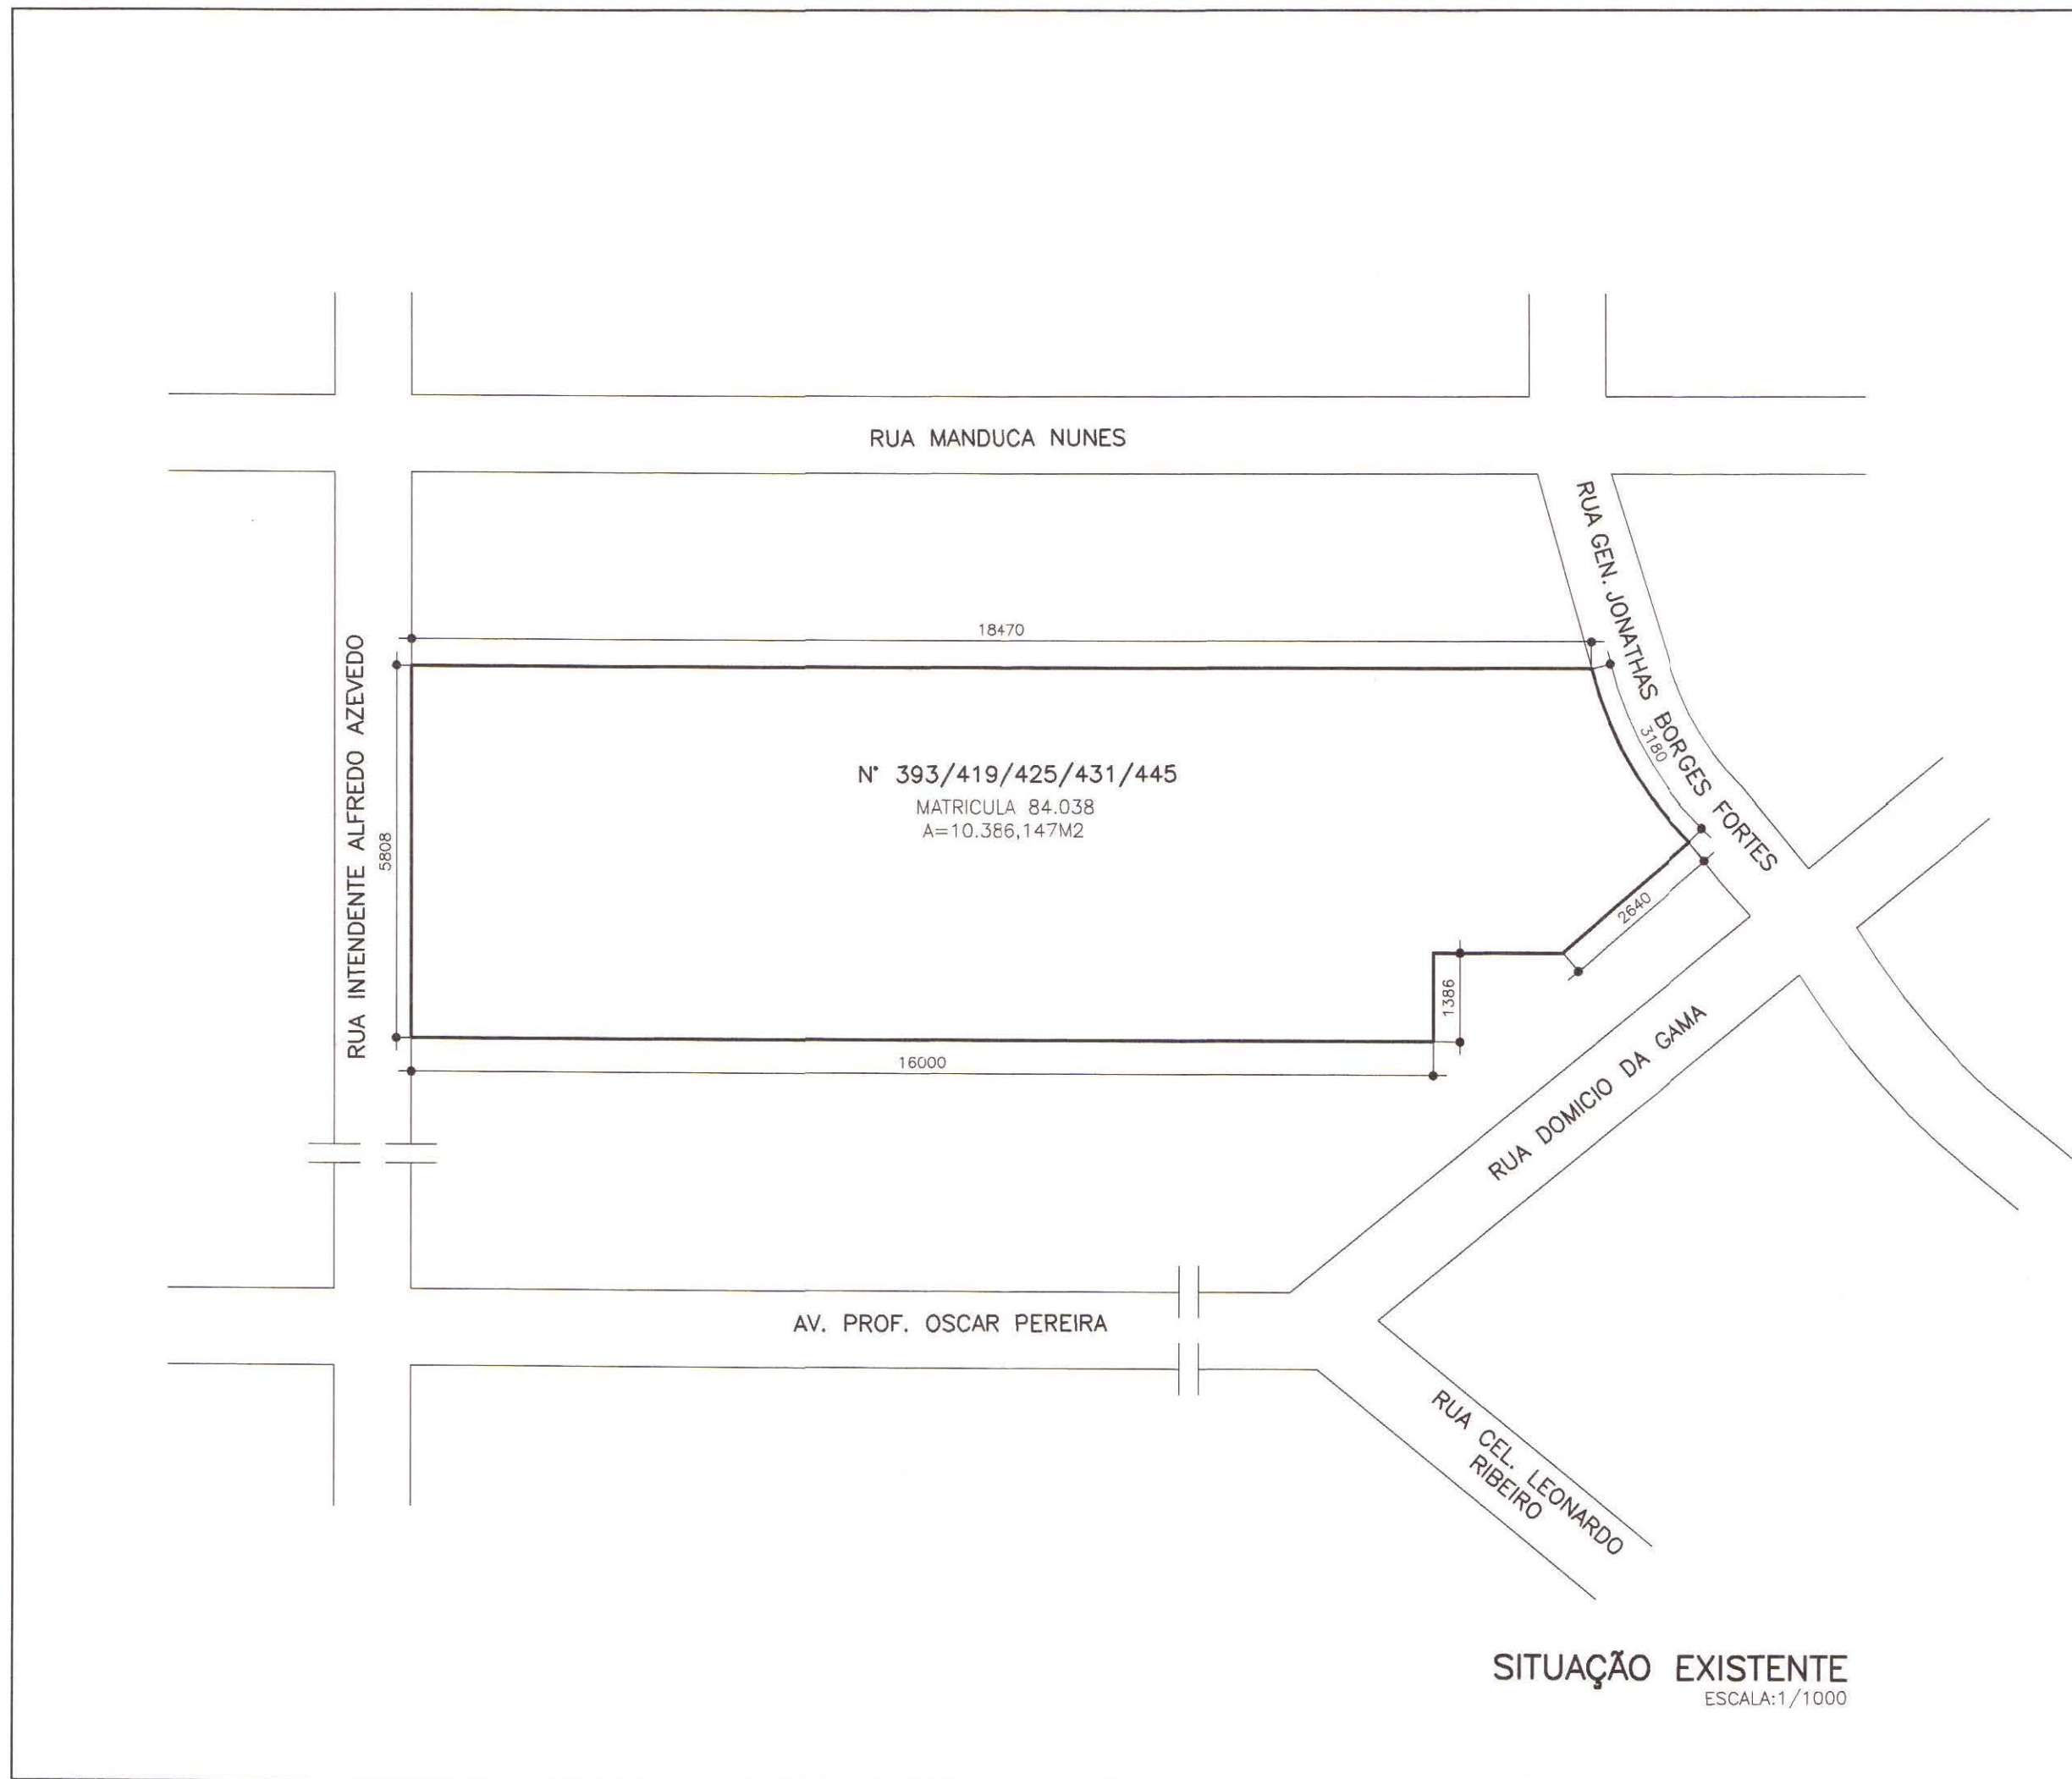 RUA MANDUCA NUNES
RUA GEN. JONATHAS BORGES FORTES
18470
RUA INTENDENTE ALFREDO AZEVEDO
5808
N° 393/419/425/431/445
MATRICULA 84.038
A=10.386,147M2
3180
2640
1386
16000
RUA DOMICIO DA GAMA
AV. PROF. OSCAR PEREIRA
RUA CEL. LEONARDO
RIBEIRO
SITUAÇÃO EXISTENTE
ESCALA:1/1000